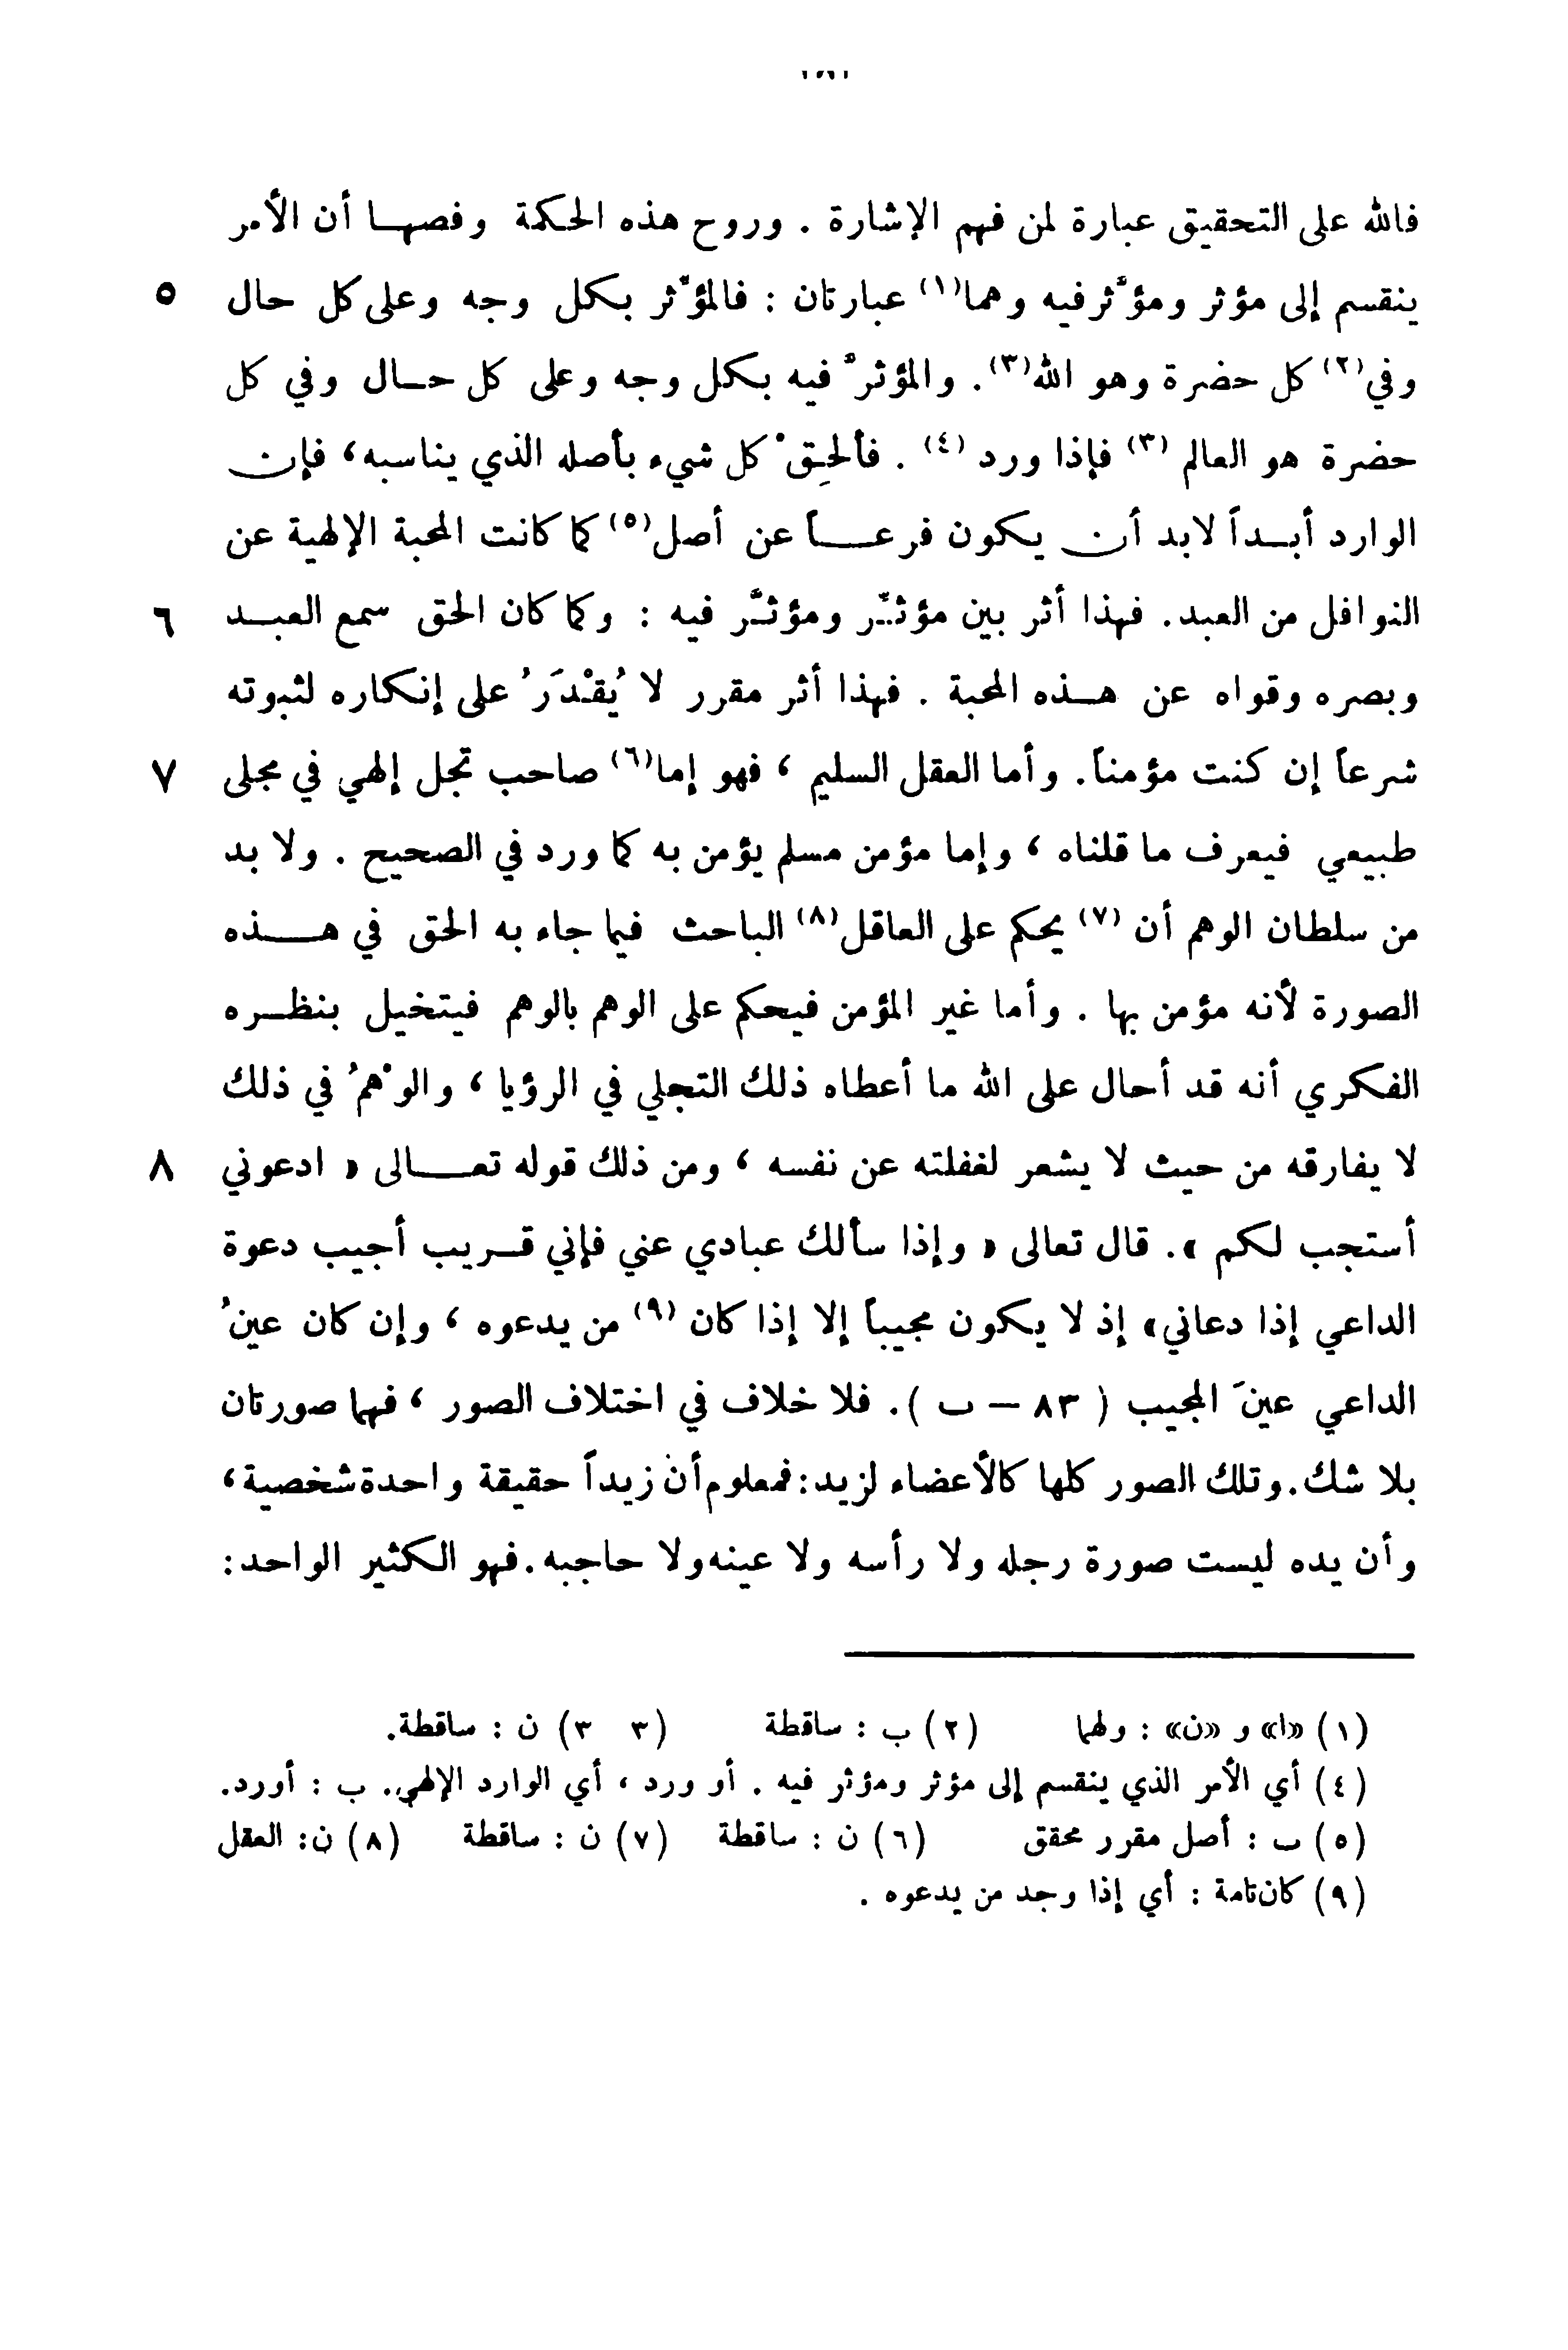 فالله على التحقيق عبارة لمن فهم الإشارة . وروح هذه الحكمة وفصها أن الأمر
ينقسم إلى مؤثر ومؤثَر فيه وهما(١) عبارتان : فالمؤثر بكل وجه وعلى كل حال ٥
وفي(٢) كل حضرة وهو الله(٣). والمؤثر فيه بكل وجه وعلى كل حال وفي كل
حضرة هو العالم (٣) فإذا ورد (٤) . فألحِقْ كل شيء بأصله الذي يناسبه، فإن
الوارد أبداً لابد أن يكون فرعاً عن أصل(٥) كما كانت المحبة الإلهية عن
النوافل من العبد. فهذا أثر بين مؤثِّر ومؤثَّر فيه : وكما كان الحق سمع العبد ٦
وبصره وقواه عن هذه المحبة . فهذا أثر مقرر لا يُقْدَرُ على إنكاره لثبوته
شرعاً إن كنت مؤمناً. وأما العقل السليم ، فهو إما(٦) صاحب تجل إلهي في مجلى ٧
طبيعي فيعرف ما قلناه ، وإما مؤمن مسلم يؤمن به كما ورد في الصحيح . ولا بد
من سلطان الوهم أن (٧) يحكم على العاقل(٨) الباحث فيما جاء به الحق في هذه
الصورة لأنه مؤمن بها . وأما غير المؤمن فيحكم على الوهم بالوهم فيتخيل بنظره
الفكري أنه قد أحال على الله ما أعطاه ذلك التجلي في الرؤيا ، والوهْمُ في ذلك
لا يفارقه من حيث لا يشعر لغفلته عن نفسه ، ومن ذلك قوله تعالى « ادعوني ٨
أستجب لكم ». قال تعالى « وإذا سألك عبادي عني فإني قريب أجيب دعوة
الداعي إذا دعاني» إذ لا يكون مجيباً إلا إذا كان (٩) من يدعوه ، وإن كان عينُ
الداعي عينَ المجيب ( ٨٣ – ب ). فلا خلاف في اختلاف الصور ، فهما صورتان
بلا شك. وتلك الصور كلها كالأعضاء لزيد: فمعلوم أن زيداً حقيقة واحدة شخصية،
وأن يده ليست صورة رجله ولا رأسه ولا عينه ولا حاجبه. فهو الكثير الواحد:
(١) «ا» و «ن» : ولهما (٢) ب : ساقطة (٣ ٣) ن : ساقطة.
(٤) أي الأمر الذي ينقسم إلى مؤثر ومؤثر فيه . أو ورد ، أي الوارد الإلهي. ب : أورد.
(٥) ب : أصل مقرر محقق (٦) ن : ساقطة (٧) ن : ساقطة (٨) ن: العقل
(٩) كان تامة : أي إذا وجد من يدعوه .